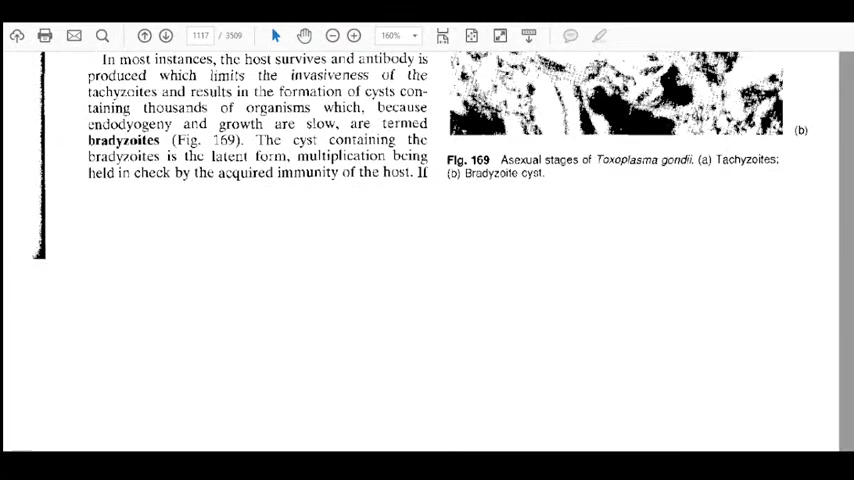 1117 / 3509
160%
In most instances, the host survives and antibody is
produced which limits the invasiveness of the
tachyzoites and results in the formation of cysts con-
taining thousands of organisms which, because
endodyogeny and growth are slow, are termed
bradyzoites (Fig. 169). The cyst containing the
bradyzoites is the latent form, multiplication being
held in check by the acquired immunity of the host. If
(b)
Fig. 169 Asexual stages of Toxoplasma gondii. (a) Tachyzoites;
(b) Bradyzoite cyst.